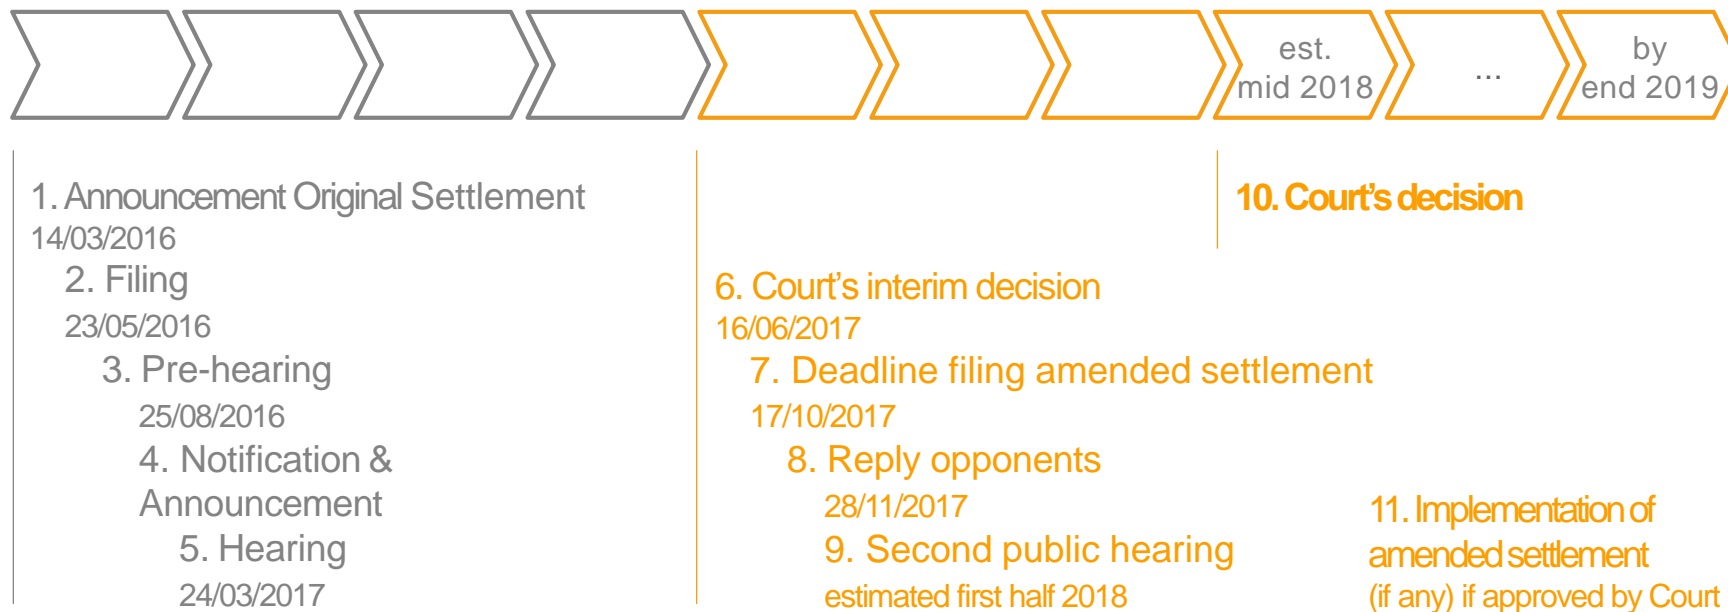 est.
mid 2018
...
by
end 2019
1. Announcement Original Settlement
14/03/2016
2. Filing
23/05/2016
3. Pre-hearing
25/08/2016
4. Notification &
Announcement
5. Hearing
24/03/2017
6. Court's interim decision
16/06/2017
7. Deadline filing amended settlement
17/10/2017
8. Reply opponents
28/11/2017
9. Second public hearing
estimated first half 2018
10. Court's decision
11. Implementation of
amended settlement
(if any) if approved by Court